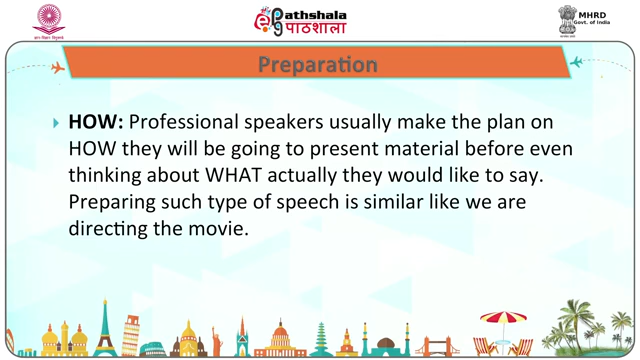 Pathshala
पाठशाला
MHRD
Govt. of India
Preparation
HOW: Professional speakers usually make the plan on
HOW they will be going to present material before even
thinking about WHAT actually they would like to say.
Preparing such type of speech is similar like we are
directing the movie.